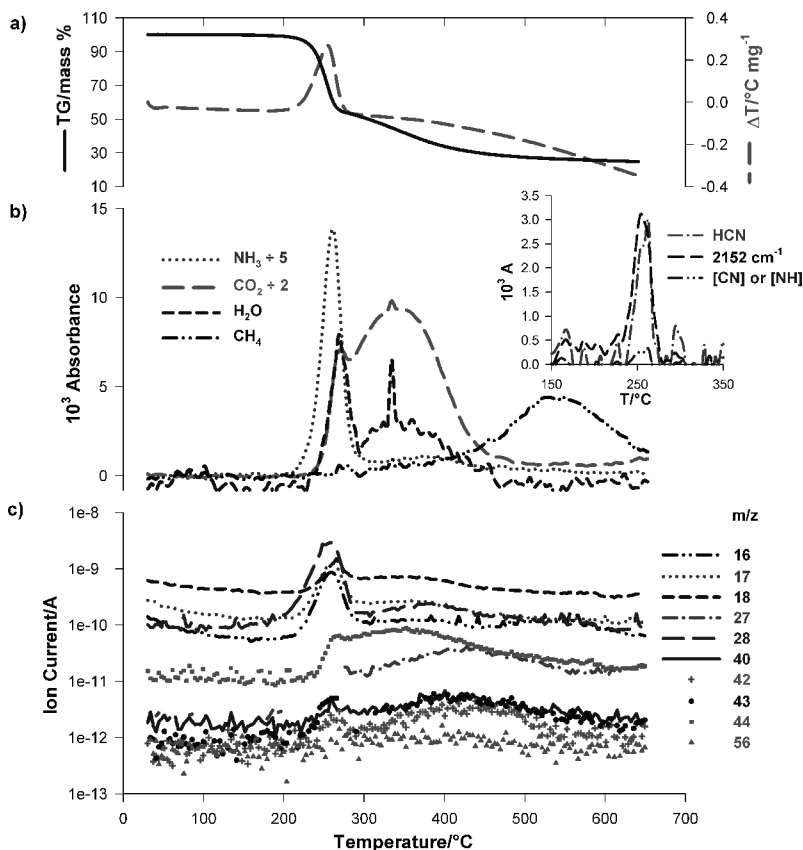 a)
TG/mass %
110
90
70
50
30
10
0.4
0.2
0.0
-0.2
-0.4
ΔT/°C mg⁻¹
b)
10³ Absorbance
15
10
5
0
NH₃ ÷ 5
CO₂ ÷ 2
H₂O
CH₄
10³ A
3.5
3.0
2.5
2.0
1.5
1.0
0.5
0.0
150
250
350
T/°C
HCN
2152 cm⁻¹
[CN] or [NH]
c)
Ion Current/A
1e-8
1e-9
1e-10
1e-11
1e-12
1e-13
m/z
16
17
18
27
28
40
42
43
44
56
0
100
200
300
400
500
600
700
Temperature/°C